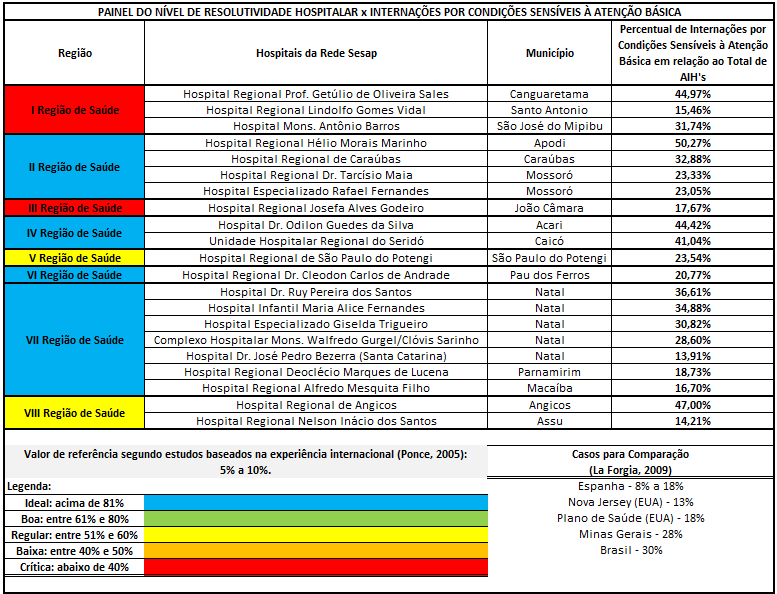 PAINEL DO NÍVEL DE RESOLUTIVIDADE HOSPITALAR x INTERNAÇÕES POR CONDIÇÕES SENSÍVEIS À ATENÇÃO BÁSICA
Região Hospitais da Rede Sesap Município Percentual de Internações por Condições Sensíveis à Atenção Básica em relação ao Total de AIH's
I Região de Saúde
Hospital Regional Prof. Getúlio de Oliveira Sales Canguaretama 44,97%
Hospital Regional Lindolfo Gomes Vidal Santo Antonio 15,46%
Hospital Mons. Antônio Barros São José do Mipibu 31,74%
II Região de Saúde
Hospital Regional Hélio Morais Marinho Apodi 50,27%
Hospital Regional de Caraúbas Caraúbas 32,88%
Hospital Regional Dr. Tarcísio Maia Mossoró 23,33%
Hospital Especializado Rafael Fernandes Mossoró 23,05%
III Região de Saúde Hospital Regional Josefa Alves Godeiro João Câmara 17,67%
IV Região de Saúde
Hospital Dr. Odilon Guedes da Silva Acari 44,42%
Unidade Hospitalar Regional do Seridó Caicó 41,04%
V Região de Saúde Hospital Regional de São Paulo do Potengi São Paulo do Potengi 23,54%
VI Região de Saúde Hospital Regional Dr. Cleodon Carlos de Andrade Pau dos Ferros 20,77%
VII Região de Saúde
Hospital Dr. Ruy Pereira dos Santos Natal 36,61%
Hospital Infantil Maria Alice Fernandes Natal 34,88%
Hospital Especializado Giselda Trigueiro Natal 30,82%
Complexo Hospitalar Mons. Walfredo Gurgel/Clóvis Sarinho Natal 28,60%
Hospital Dr. José Pedro Bezerra (Santa Catarina) Natal 13,91%
Hospital Regional Deoclécio Marques de Lucena Parnamirim 18,73%
Hospital Regional Alfredo Mesquita Filho Macaíba 16,70%
VIII Região de Saúde
Hospital Regional de Angicos Angicos 47,00%
Hospital Regional Nelson Inácio dos Santos Assu 14,21%
Valor de referência segundo estudos baseados na experiência internacional (Ponce, 2005):
5% a 10%.
Legenda:
Ideal: acima de 81%
Boa: entre 61% e 80%
Regular: entre 51% e 60%
Baixa: entre 40% e 50%
Crítica: abaixo de 40%
Casos para Comparação
(La Forgia, 2009)
Espanha - 8% a 18%
Nova Jersey (EUA) - 13%
Plano de Saúde (EUA) - 18%
Minas Gerais - 28%
Brasil - 30%